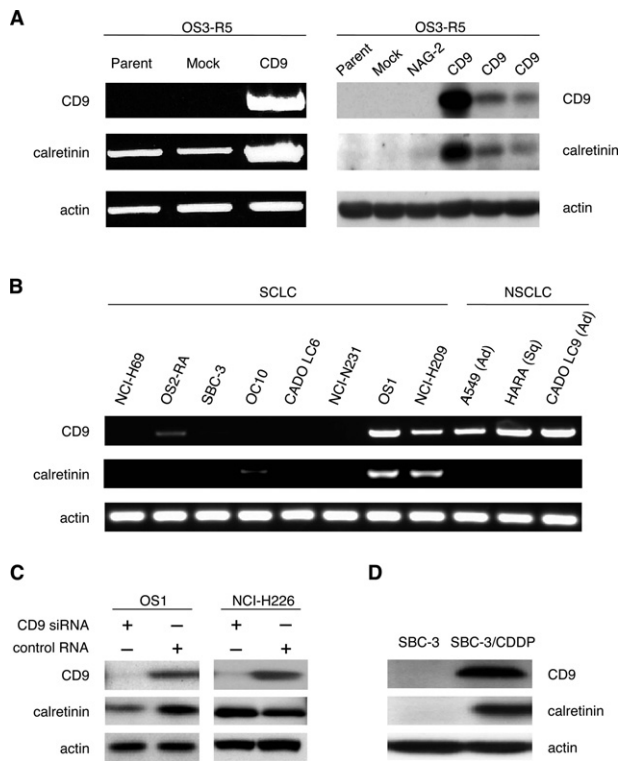 A
OS3-R5
Parent Mock CD9
CD9
calretinin
actin
OS3-R5
Parent Mock NAG-2 CD9 CD9 CD9
CD9
calretinin
actin
B
SCLC NSCLC
NCI-H69 OS2-RA SBC-3 OC10 CADO LC6 NCI-N231 OS1 NCI-H209 A549 (Ad) HARA (Sq) CADO LC9 (Ad)
CD9
calretinin
actin
C
OS1 NCI-H226
CD9 siRNA + − + −
control RNA − + − +
CD9
calretinin
actin
D
SBC-3 SBC-3/CDDP
CD9
calretinin
actin